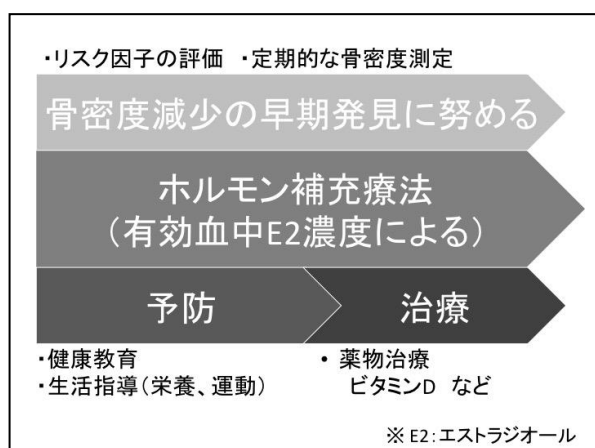 ・リスク因子の評価 ・定期的な骨密度測定
骨密度減少の早期発見に努める
ホルモン補充療法
（有効血中E2濃度による）
予防 治療
・健康教育 • 薬物治療
・生活指導（栄養、運動） ビタミンD など
※ E2：エストラジオール